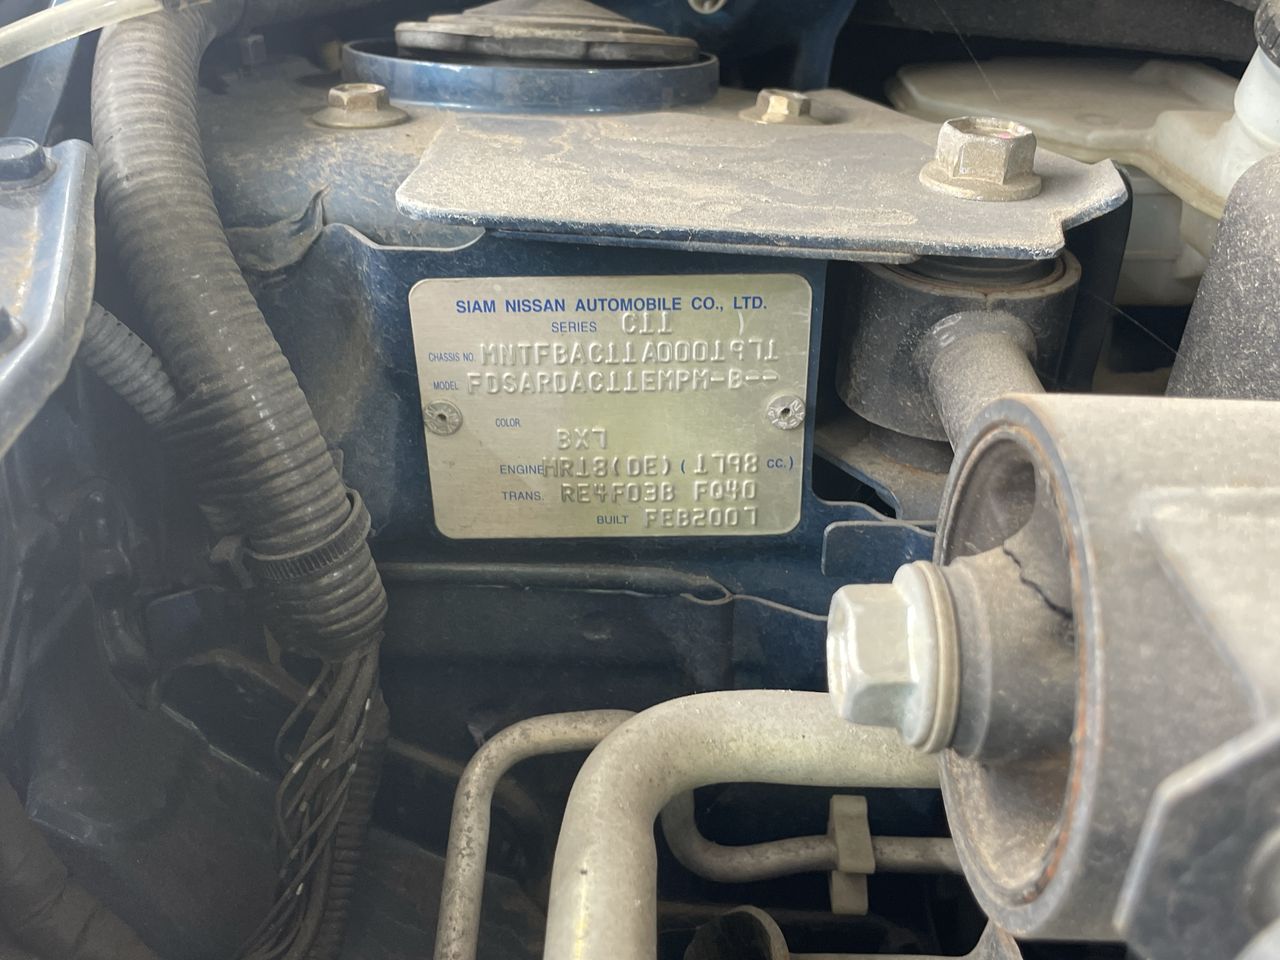 SIAM NISSAN AUTOMOBILE CO., LTD.
SERIES C11
CHASSIS NO. MNTFBAC11A0001971
MODEL FDSARDAC11EMPM-B--
COLOR
BX7
ENGINE MR18(DE) (1798 CC.)
TRANS. RE4F03B FQ40
BUILT FEB2007